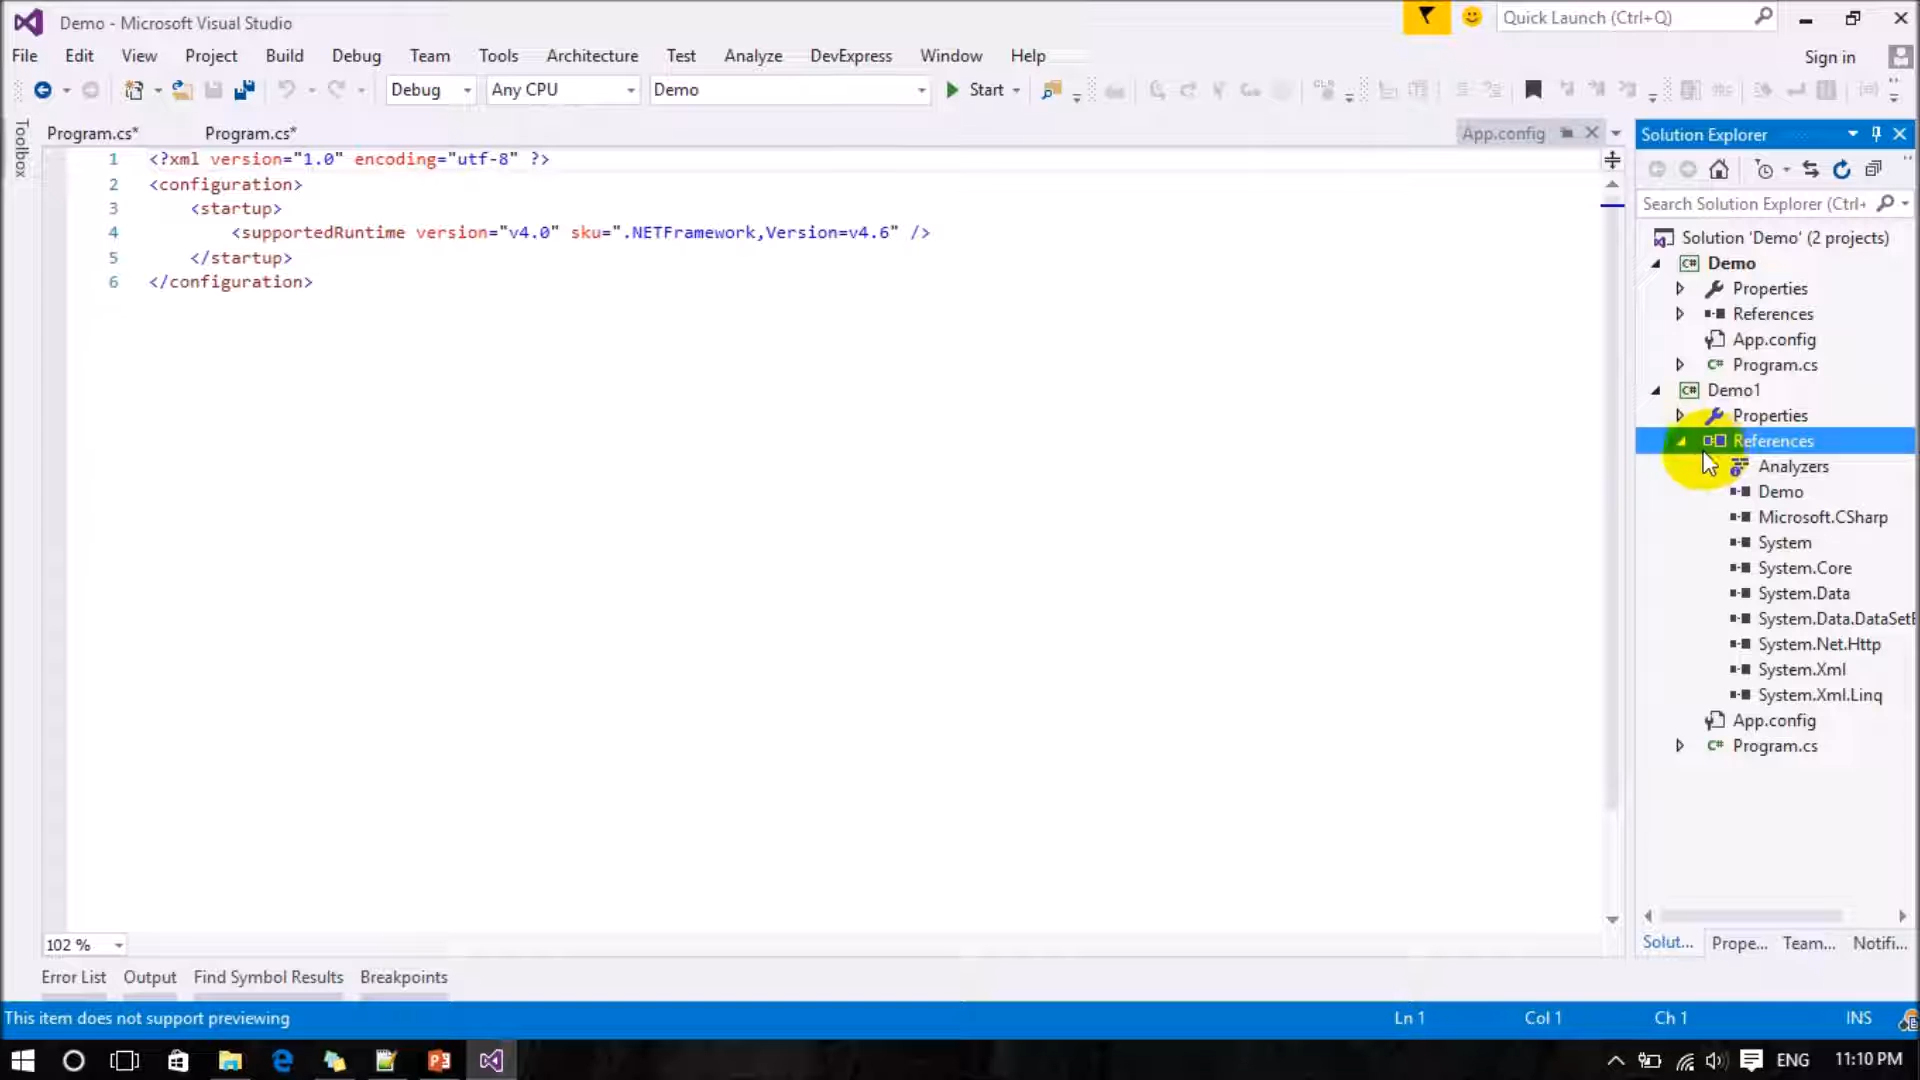 Demo - Microsoft Visual Studio
Quick Launch (Ctrl+Q)
File Edit View Project Build Debug Team Tools Architecture Test Analyze DevExpress Window Help
Sign in
Debug Any CPU Demo Start
Toolbox
Program.cs* Program.cs* App.config
1 <?xml version="1.0" encoding="utf-8" ?>
2 <configuration>
3 <startup>
4 <supportedRuntime version="v4.0" sku=".NETFramework,Version=v4.6" />
5 </startup>
6 </configuration>
102 %
Solution Explorer
Search Solution Explorer (Ctrl+
Solution 'Demo' (2 projects)
C# Demo
Properties
References
App.config
C# Program.cs
C# Demo1
Properties
References
Analyzers
Demo
Microsoft.CSharp
System
System.Core
System.Data
System.Data.DataSetE
System.Net.Http
System.Xml
System.Xml.Linq
App.config
C# Program.cs
Solut... Prope... Team... Notifi...
Error List Output Find Symbol Results Breakpoints
This item does not support previewing
Ln 1 Col 1 Ch 1 INS
ENG 11:10 PM